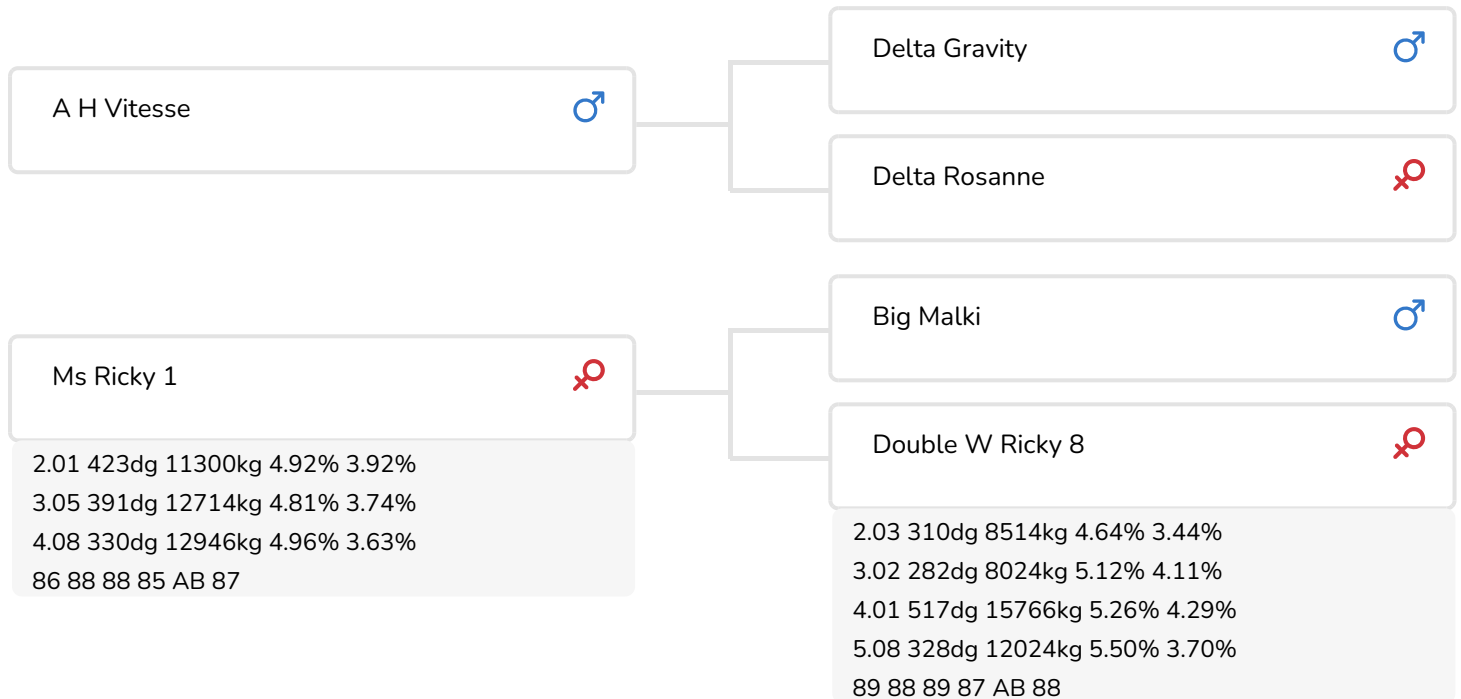 A H Vitesse
Delta Gravity
Delta Rosanne
Ms Ricky 1
2.01 423dg 11300kg 4.92% 3.92%
3.05 391dg 12714kg 4.81% 3.74%
4.08 330dg 12946kg 4.96% 3.63%
86 88 88 85 AB 87
Big Malki
Double W Ricky 8
2.03 310dg 8514kg 4.64% 3.44%
3.02 282dg 8024kg 5.12% 4.11%
4.01 517dg 15766kg 5.26% 4.29%
5.08 328dg 12024kg 5.50% 3.70%
89 88 89 87 AB 88